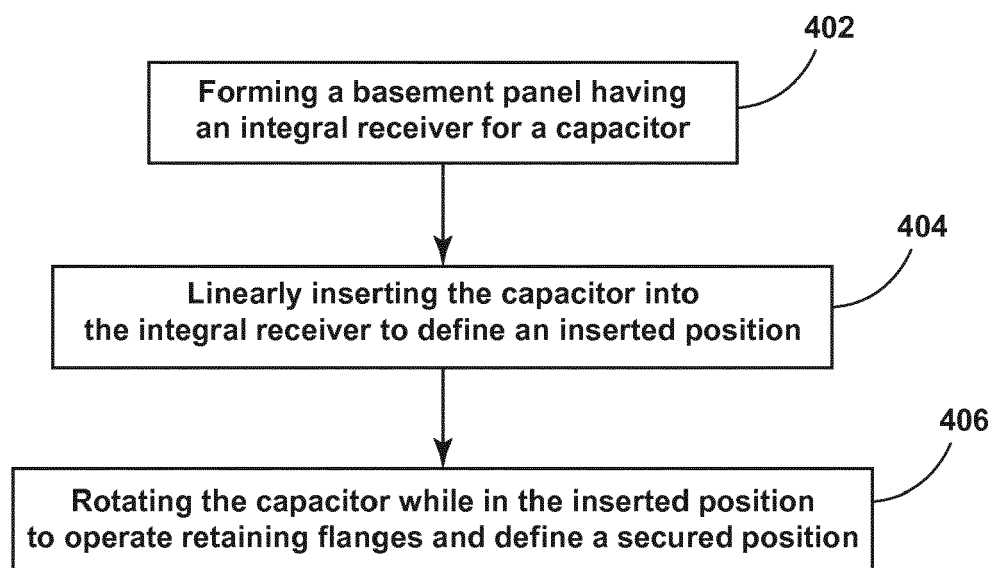 402
Forming a basement panel having
an integral receiver for a capacitor
404
Linearly inserting the capacitor into
the integral receiver to define an inserted position
406
Rotating the capacitor while in the inserted position
to operate retaining flanges and define a secured position